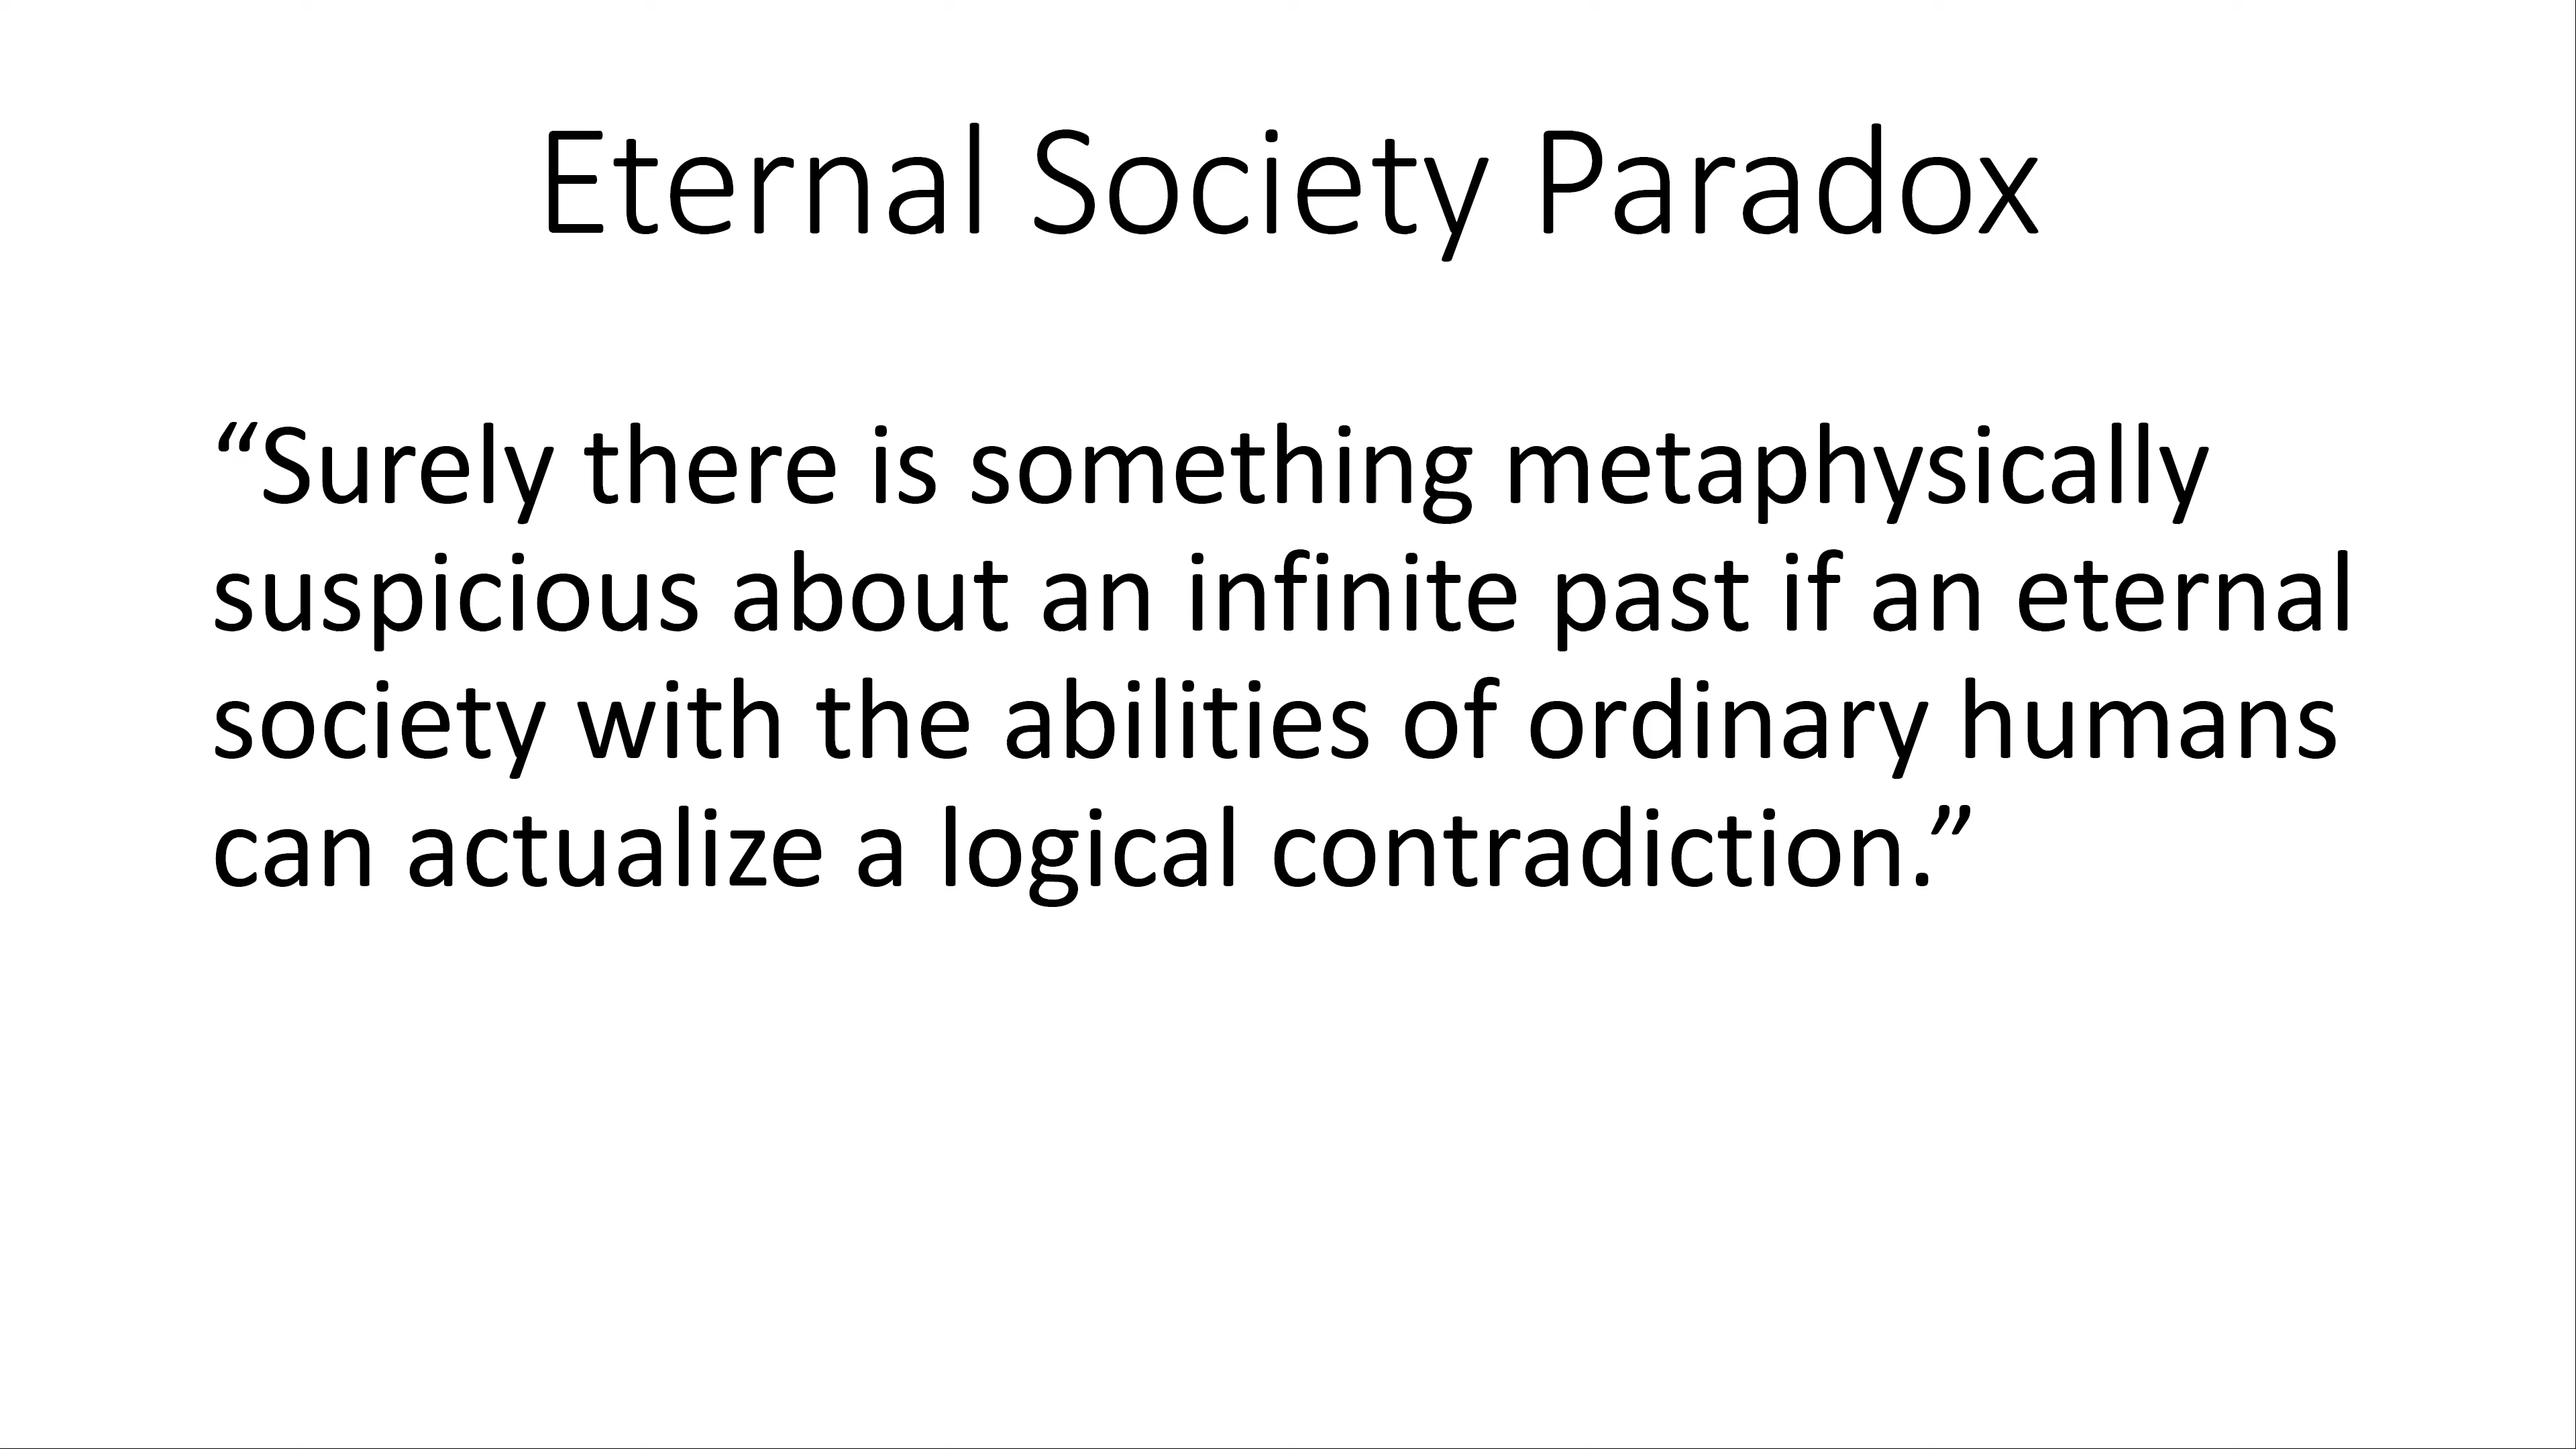 Eternal Society Paradox
“Surely there is something metaphysically
suspicious about an infinite past if an eternal
society with the abilities of ordinary humans
can actualize a logical contradiction.”